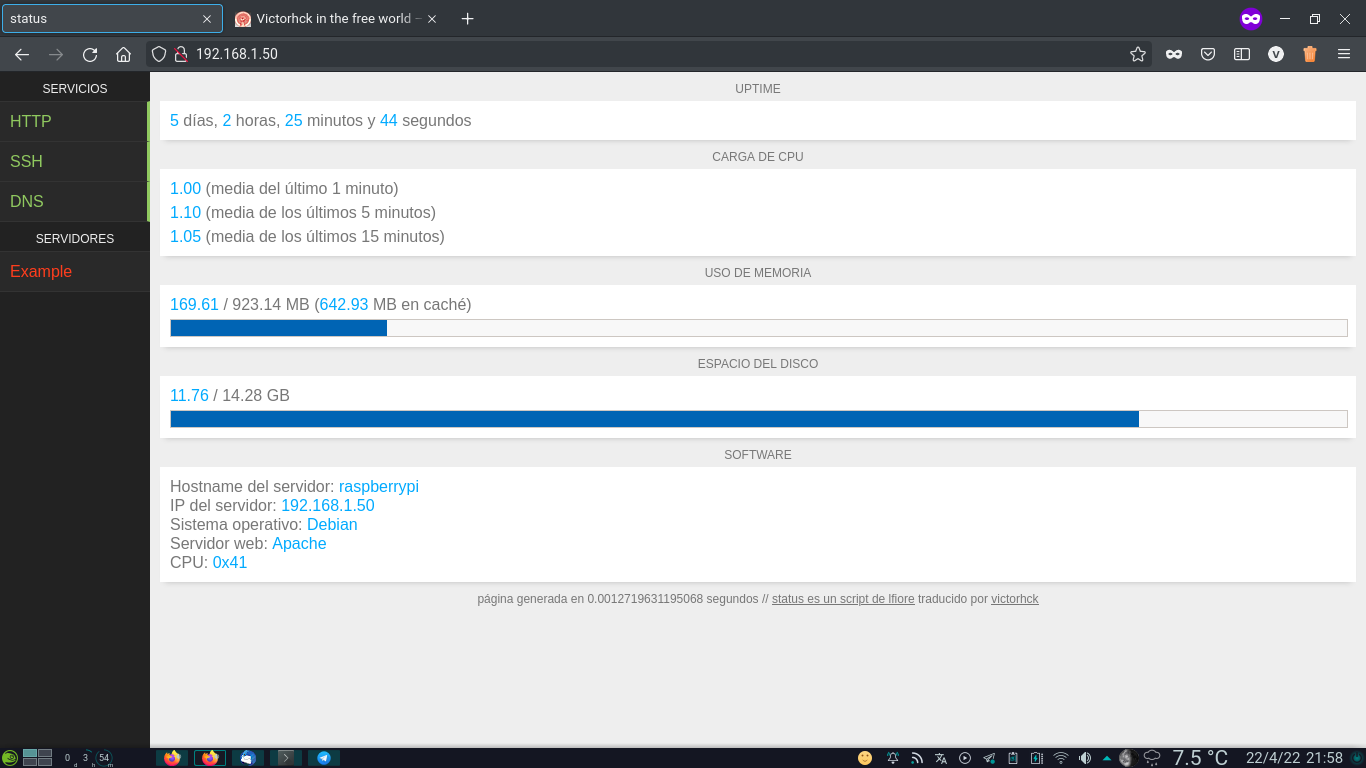 status
Victorhck in the free world –
192.168.1.50
SERVICIOS
HTTP
SSH
DNS
SERVIDORES
Example
UPTIME
5 días, 2 horas, 25 minutos y 44 segundos
CARGA DE CPU
1.00 (media del último 1 minuto)
1.10 (media de los últimos 5 minutos)
1.05 (media de los últimos 15 minutos)
USO DE MEMORIA
169.61 / 923.14 MB (642.93 MB en caché)
ESPACIO DEL DISCO
11.76 / 14.28 GB
SOFTWARE
Hostname del servidor: raspberrypi
IP del servidor: 192.168.1.50
Sistema operativo: Debian
Servidor web: Apache
CPU: 0x41
página generada en 0.0012719631195068 segundos // status es un script de lfiore traducido por victorhck
0 d 3 h 54 m
7.5 °C
22/4/22 21:58